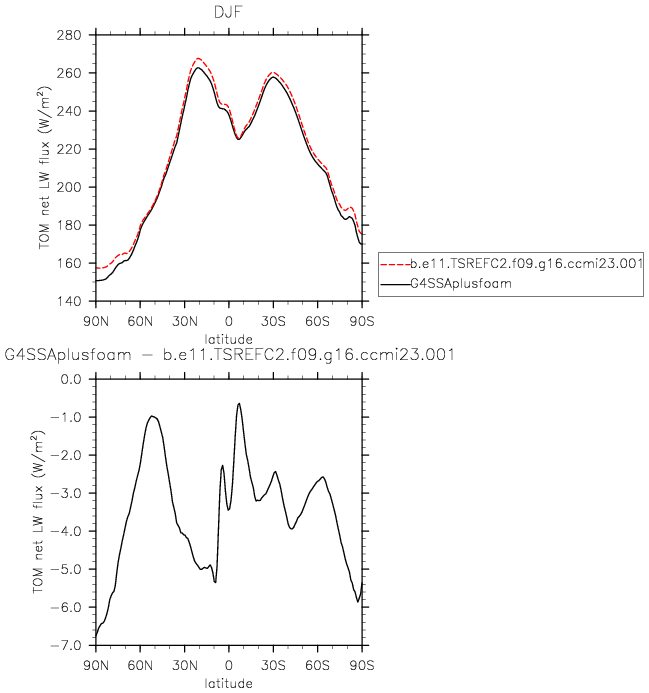 DJF
280
260
240
220
200
180
160
140
TOM net LW flux (W/m²)
90N 60N 30N 0 30S 60S 90S
latitude
b.e11.TSREFC2.f09.g16.ccmi23.001
G4SSAplusfoam
G4SSAplusfoam − b.e11.TSREFC2.f09.g16.ccmi23.001
0.0
−1.0
−2.0
−3.0
−4.0
−5.0
−6.0
−7.0
TOM net LW flux (W/m²)
90N 60N 30N 0 30S 60S 90S
latitude